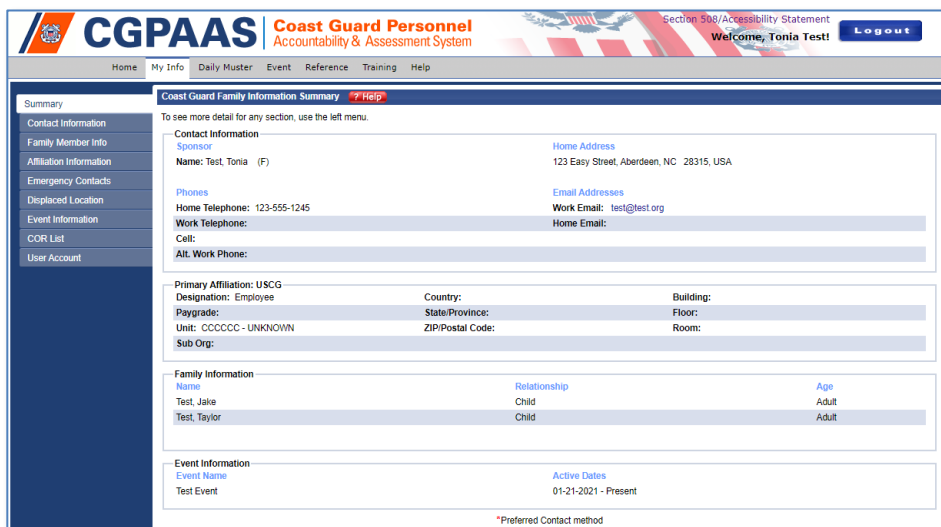 CGPAAS Coast Guard Personnel
Accountability & Assessment System
Section 508/Accessibility Statement
Welcome, Tonia Test!
Logout
Home My Info Daily Muster Event Reference Training Help
Summary
Contact Information
Family Member Info
Affiliation Information
Emergency Contacts
Displaced Location
Event Information
COR List
User Account
Coast Guard Family Information Summary ? Help
To see more detail for any section, use the left menu.
Contact Information
Sponsor Home Address
Name: Test, Tonia (F) 123 Easy Street, Aberdeen, NC 28315, USA
Phones Email Addresses
Home Telephone: 123-555-1245 Work Email: test@test.org
Work Telephone: Home Email:
Cell:
Alt. Work Phone:
Primary Affiliation: USCG
Designation: Employee Country: Building:
Paygrade: State/Province: Floor:
Unit: CCCCCC - UNKNOWN ZIP/Postal Code: Room:
Sub Org:
Family Information
Name Relationship Age
Test, Jake Child Adult
Test, Taylor Child Adult
Event Information
Event Name Active Dates
Test Event 01-21-2021 - Present
*Preferred Contact method